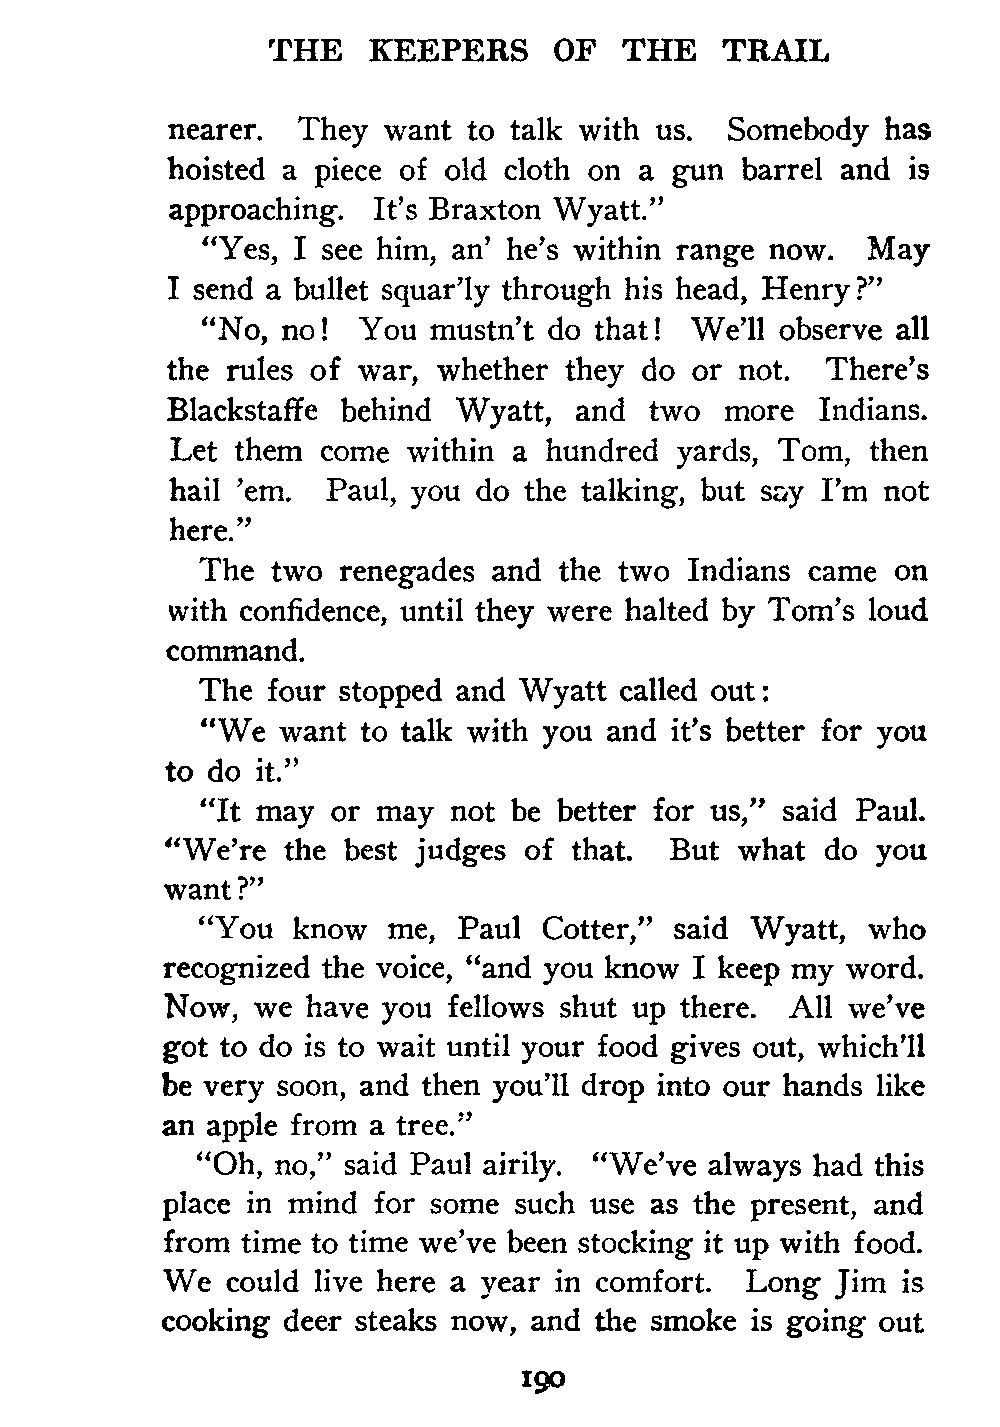 THE KEEPERS OF THE TRAIL
nearer. They want to talk with us. Somebody has
hoisted a piece of old cloth on a gun barrel and is
approaching. It's Braxton Wyatt.”
“Yes, I see him, an’ he's within range now. May
I send a bullet squar’ly through his head, Henry?”
“No, no! You mustn't do that! We'll observe all
the rules of war, whether they do or not. There's
Blackstaffe behind Wyatt, and two more Indians.
Let them come within a hundred yards, Tom, then
hail ’em. Paul, you do the talking, but say I'm not
here.”
The two renegades and the two Indians came on
with confidence, until they were halted by Tom's loud
command.
The four stopped and Wyatt called out:
“We want to talk with you and it's better for you
to do it.”
“It may or may not be better for us,” said Paul.
“We're the best judges of that. But what do you
want?”
“You know me, Paul Cotter,” said Wyatt, who
recognized the voice, “and you know I keep my word.
Now, we have you fellows shut up there. All we've
got to do is to wait until your food gives out, which'll
be very soon, and then you'll drop into our hands like
an apple from a tree.”
“Oh, no,” said Paul airily. “We've always had this
place in mind for some such use as the present, and
from time to time we've been stocking it up with food.
We could live here a year in comfort. Long Jim is
cooking deer steaks now, and the smoke is going out
190